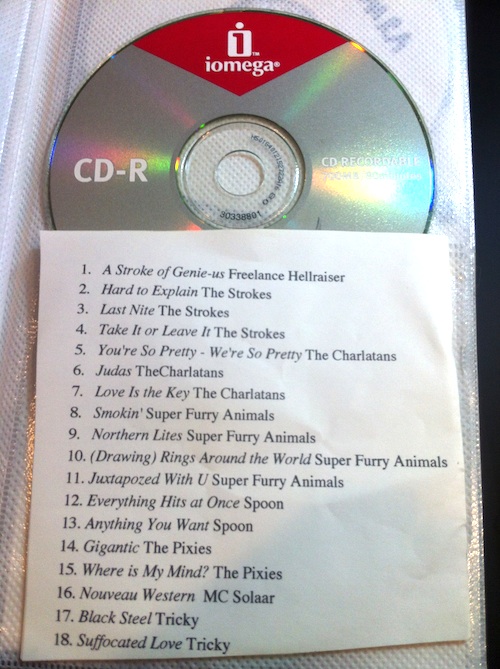 iomega®
CD-R
CD-RECORDABLE
30338891
1. A Stroke of Genie-us Freelance Hellraiser
2. Hard to Explain The Strokes
3. Last Nite The Strokes
4. Take It or Leave It The Strokes
5. You're So Pretty - We're So Pretty The Charlatans
6. Judas TheCharlatans
7. Love Is the Key The Charlatans
8. Smokin' Super Furry Animals
9. Northern Lites Super Furry Animals
10. (Drawing) Rings Around the World Super Furry Animals
11. Juxtapozed With U Super Furry Animals
12. Everything Hits at Once Spoon
13. Anything You Want Spoon
14. Gigantic The Pixies
15. Where is My Mind? The Pixies
16. Nouveau Western MC Solaar
17. Black Steel Tricky
18. Suffocated Love Tricky